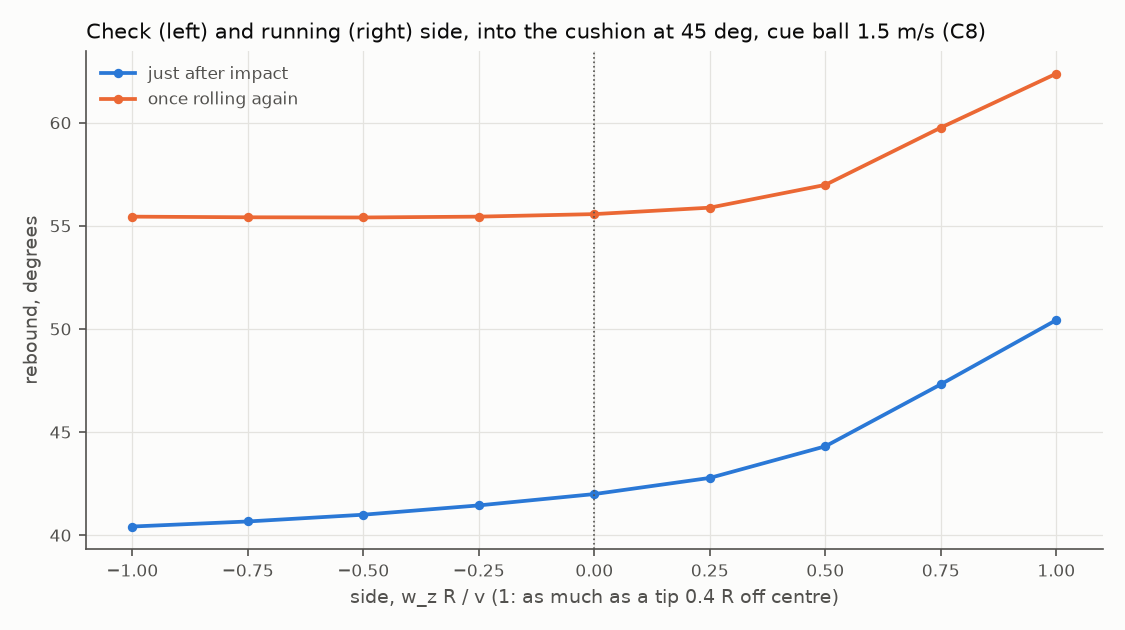 Check (left) and running (right) side, into the cushion at 45 deg, cue ball 1.5 m/s (C8)
just after impact
once rolling again
60
55
50
45
40
rebound, degrees
−1.00 −0.75 −0.50 −0.25 0.00 0.25 0.50 0.75 1.00
side, w_z R / v (1: as much as a tip 0.4 R off centre)